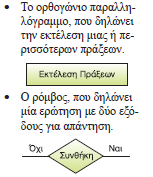 • Το ορθογώνιο παραλλη-
λόγραμμο, που δηλώνει
την εκτέλεση μιας ή πε-
ρισσότερων πράξεων.
Εκτέλεση Πράξεων
• Ο ρόμβος, που δηλώνει
μία ερώτηση με δύο εξό-
δους για απάντηση.
Όχι Ναι
Συνθήκη